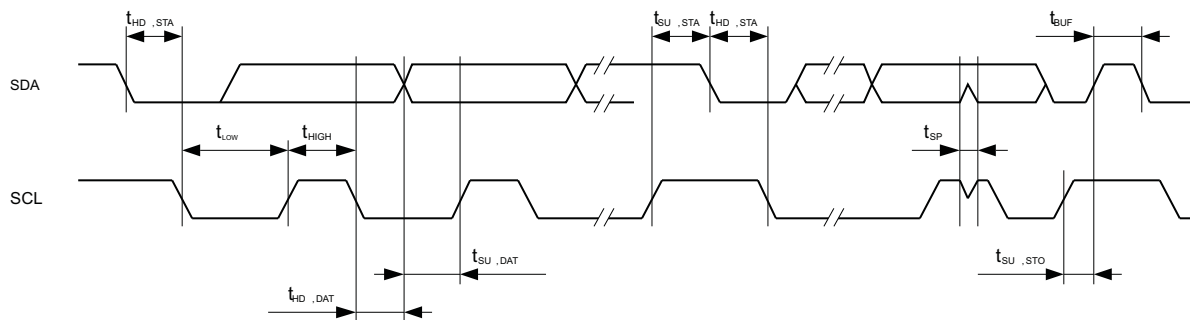 tHD,STA
tSU,STA
tHD,STA
tBUF
SDA
tLOW
tHIGH
tSP
SCL
tSU,DAT
tSU,STO
tHD,DAT